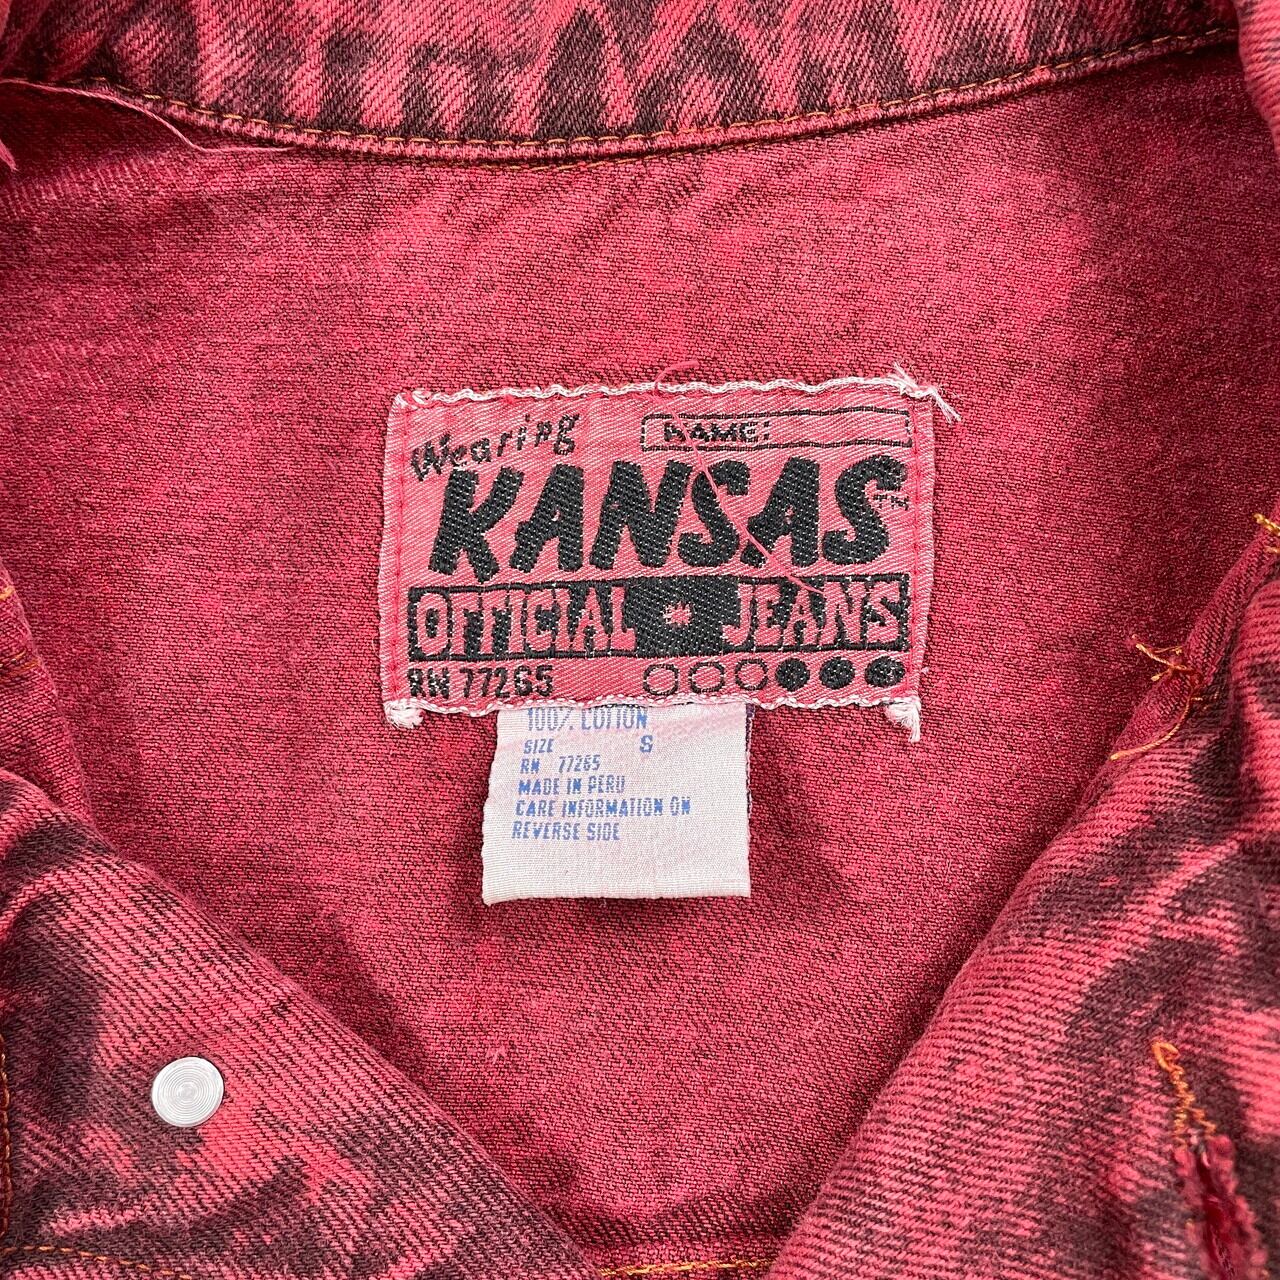 Wearing
NAME:
KANSAS™
OFFICIAL * JEANS
RN 77265
100% COTTON
SIZE S
RN 77265
MADE IN PERU
CARE INFORMATION ON
REVERSE SIDE